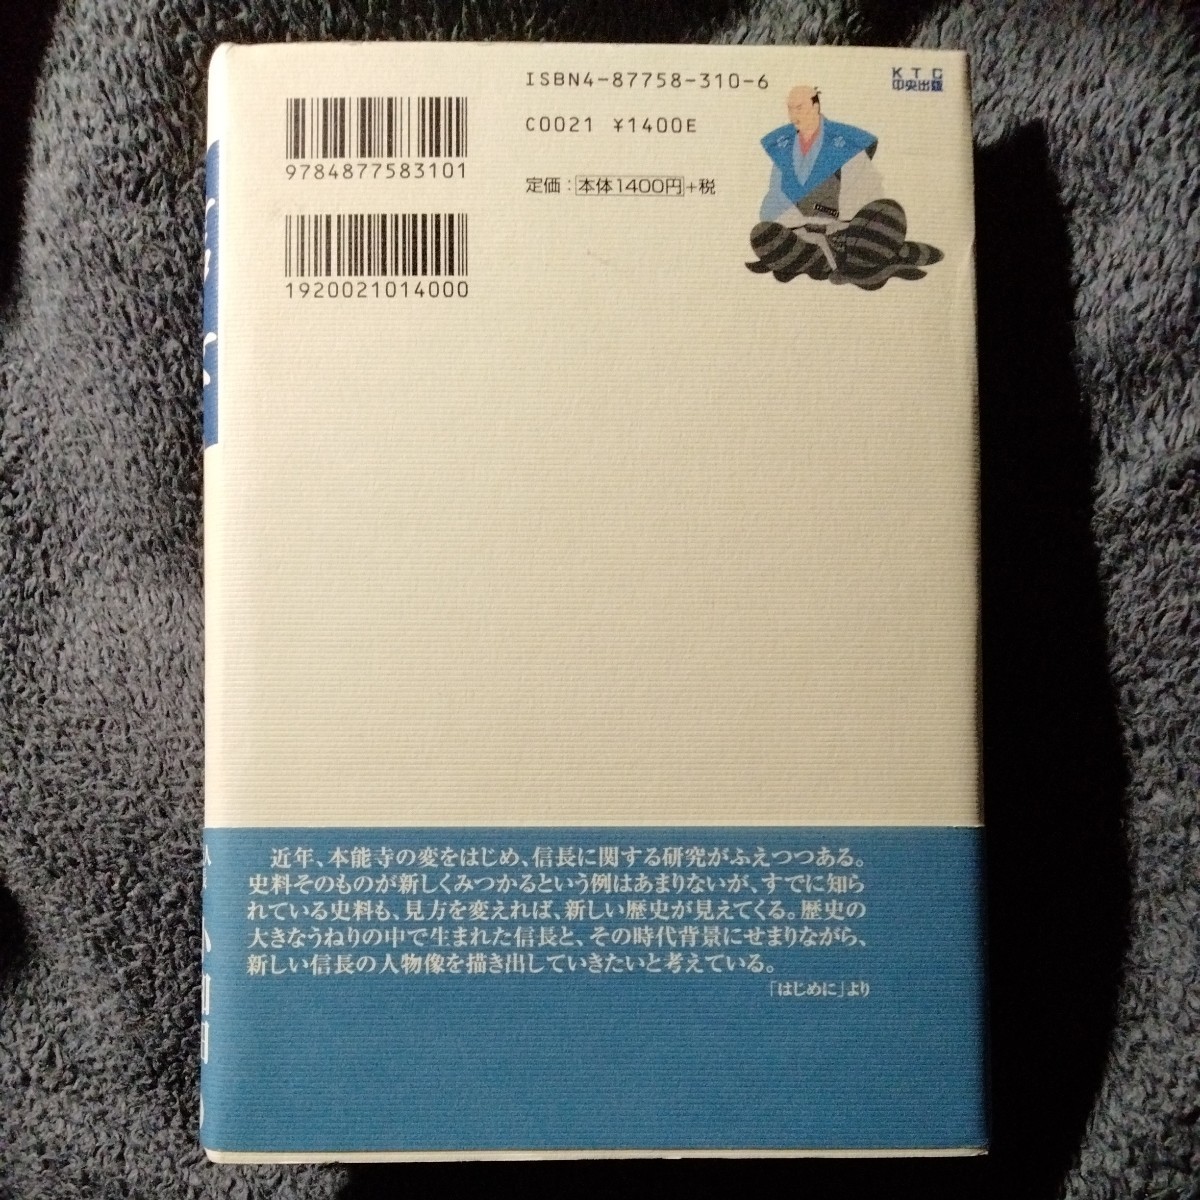 ISBN4-87758-310-6
KTC
中央出版
9784877583101
C0021 ¥1400E
定価：本体1400円+税
1920021014000
近年、本能寺の変をはじめ、信長に関する研究がふえつつある。
史料そのものが新しくみつかるという例はあまりないが、すでに知ら
れている史料も、見方を変えれば、新しい歴史が見えてくる。歴史の
大きなうねりの中で生まれた信長と、その時代背景にせまりながら、
新しい信長の人物像を描き出していきたいと考えている。
「はじめに」より